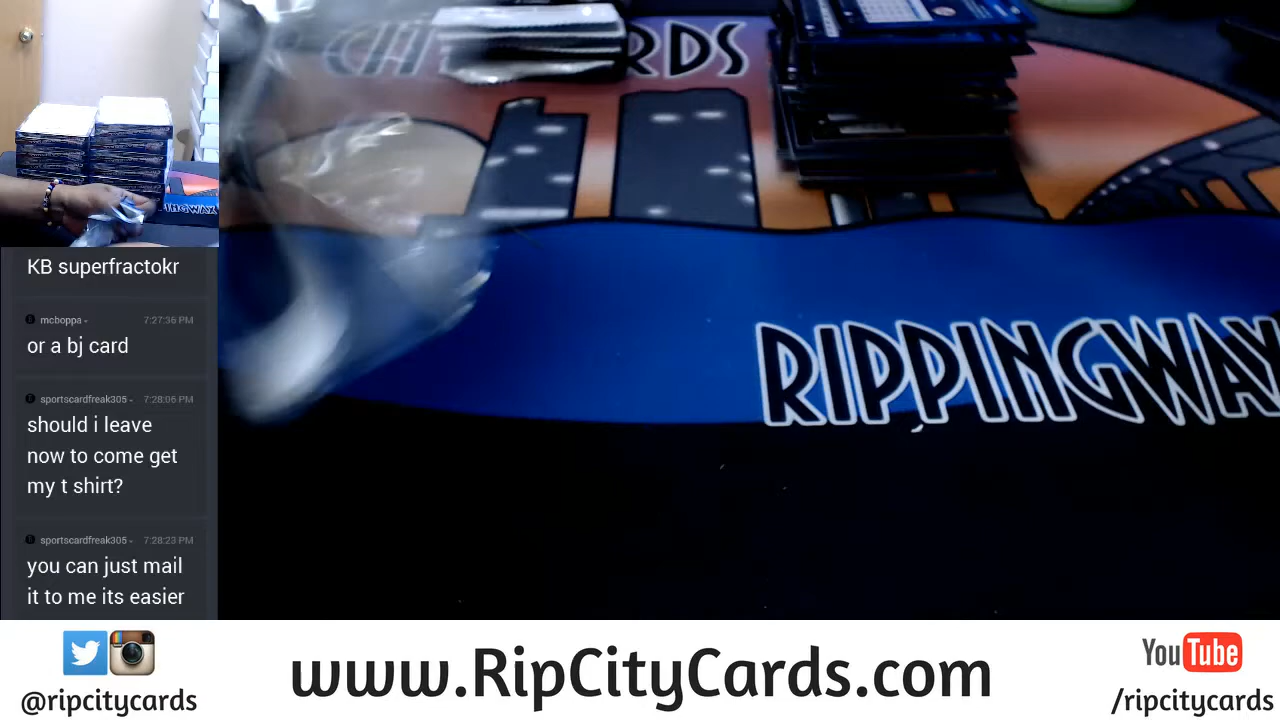 RDS
RIPPINGWAX
INGWAX
KB superfractokr
mcboppa 7:27:36 PM
or a bj card
sportscardfreak305 7:28:06 PM
should i leave
now to come get
my t shirt?
sportscardfreak305 7:28:23 PM
you can just mail
it to me its easier
@ripcitycards
www.RipCityCards.com
YouTube
/ripcitycards